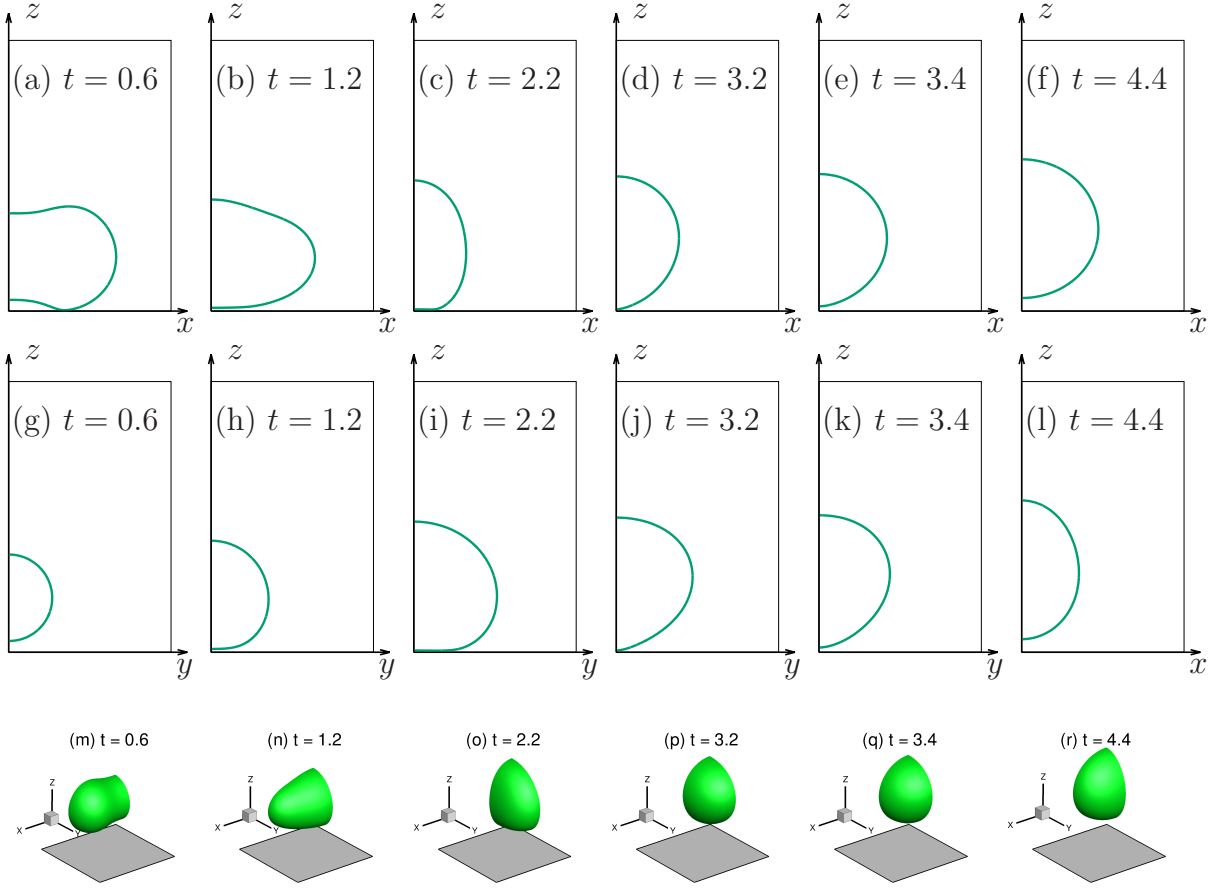 z z z z z z
(a) t = 0.6 (b) t = 1.2 (c) t = 2.2 (d) t = 3.2 (e) t = 3.4 (f) t = 4.4
x x x x x x
z z z z z z
(g) t = 0.6 (h) t = 1.2 (i) t = 2.2 (j) t = 3.2 (k) t = 3.4 (l) t = 4.4
y y y y y x
(m) t = 0.6 (n) t = 1.2 (o) t = 2.2 (p) t = 3.2 (q) t = 3.4 (r) t = 4.4
Z Z Z Z Z Z
X Y X Y X Y X Y X Y X Y